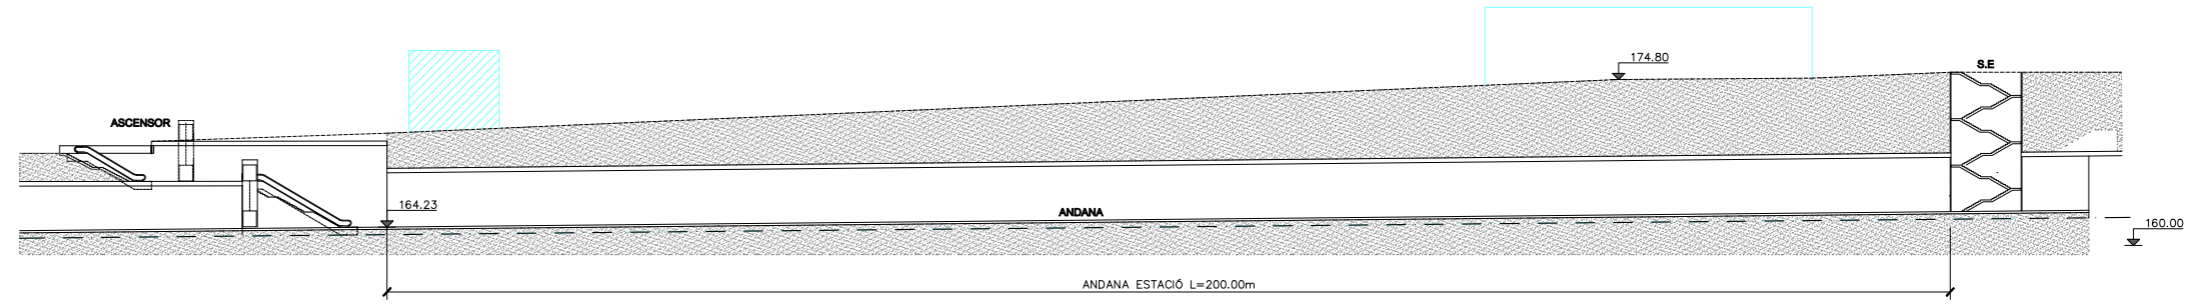 174.80
S.E
ASCENSOR
164.23
ANDANA
160.00
ANDANA ESTACIÓ L=200.00m